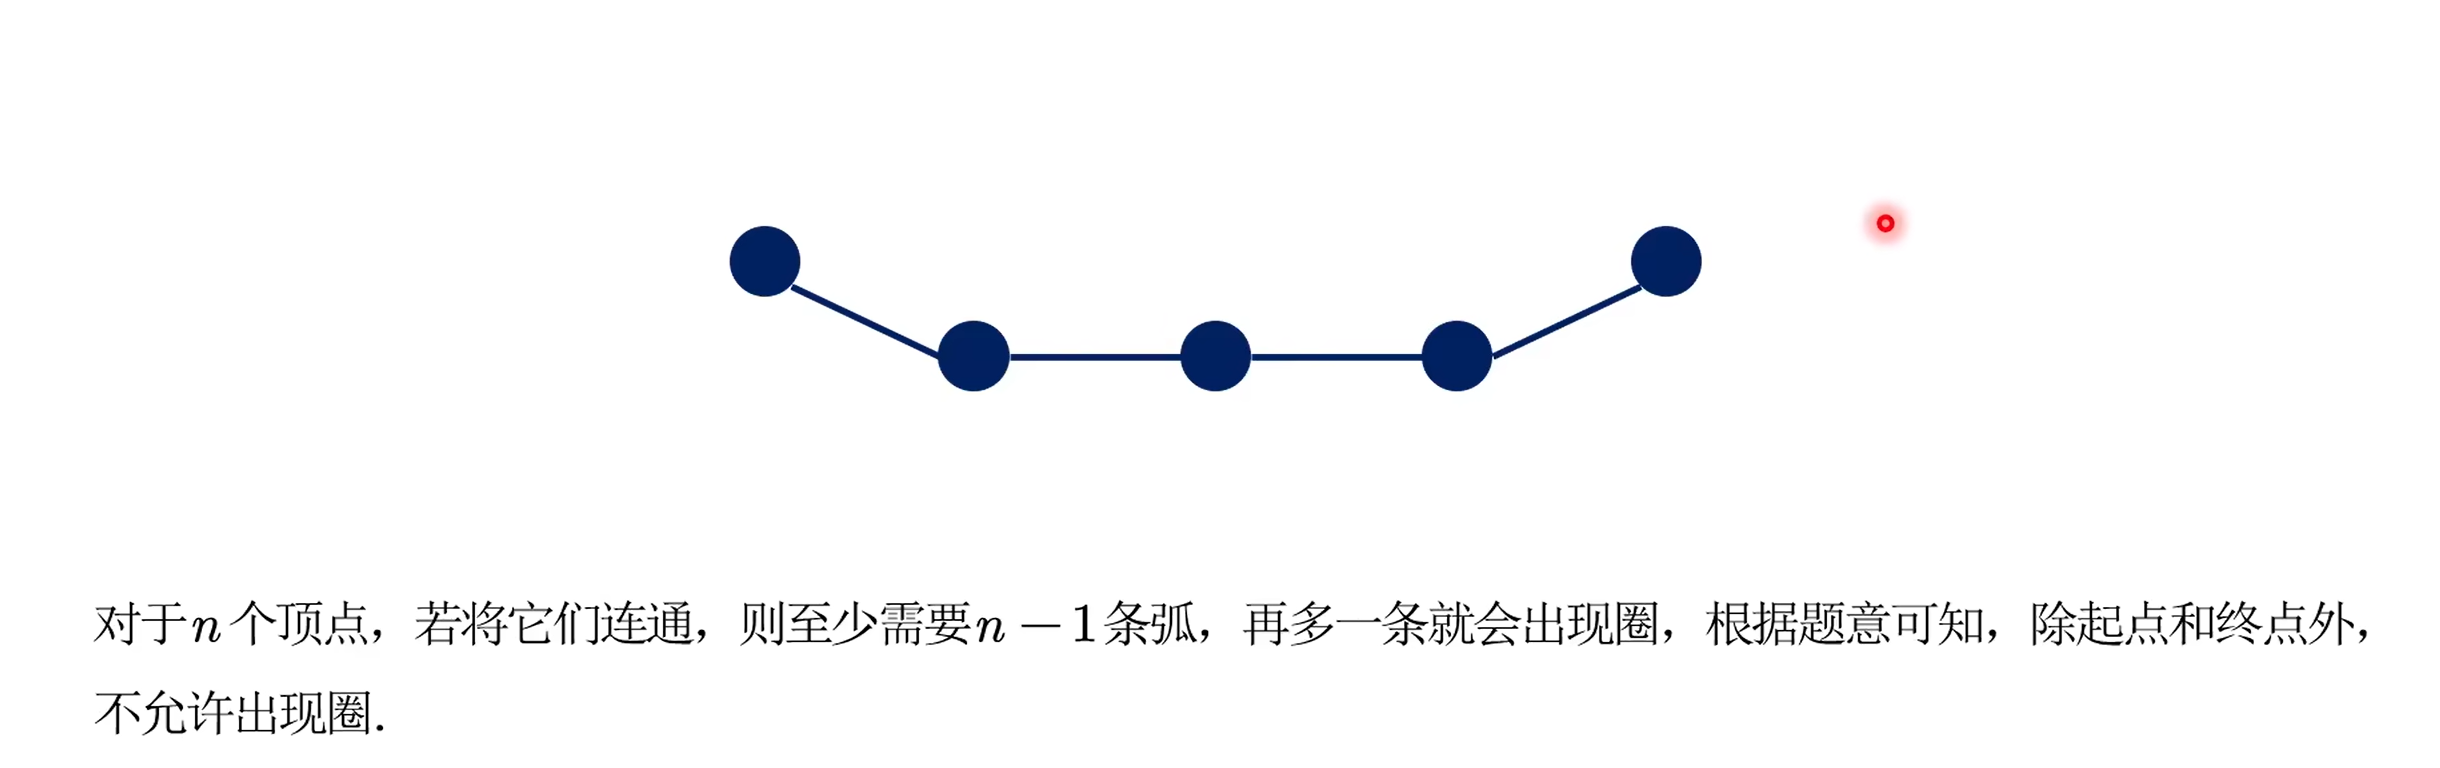 对于n个顶点，若将它们连通，则至少需要n－1条弧，再多一条就会出现圈，根据题意可知，除起点和终点外，
不允许出现圈.